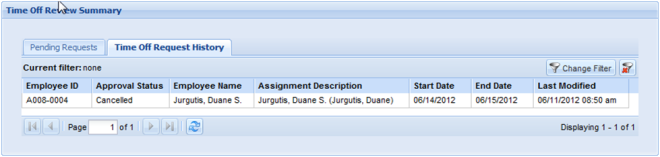 Time Off Review Summary
Pending Requests Time Off Request History
Current filter: none Change Filter
Employee ID Approval Status Employee Name Assignment Description Start Date End Date Last Modified
A008-0004 Cancelled Jurgutis, Duane S. Jurgutis, Duane S. (Jurgutis, Duane) 06/14/2012 06/15/2012 06/11/2012 08:50 am
Page 1 of 1 Displaying 1 - 1 of 1